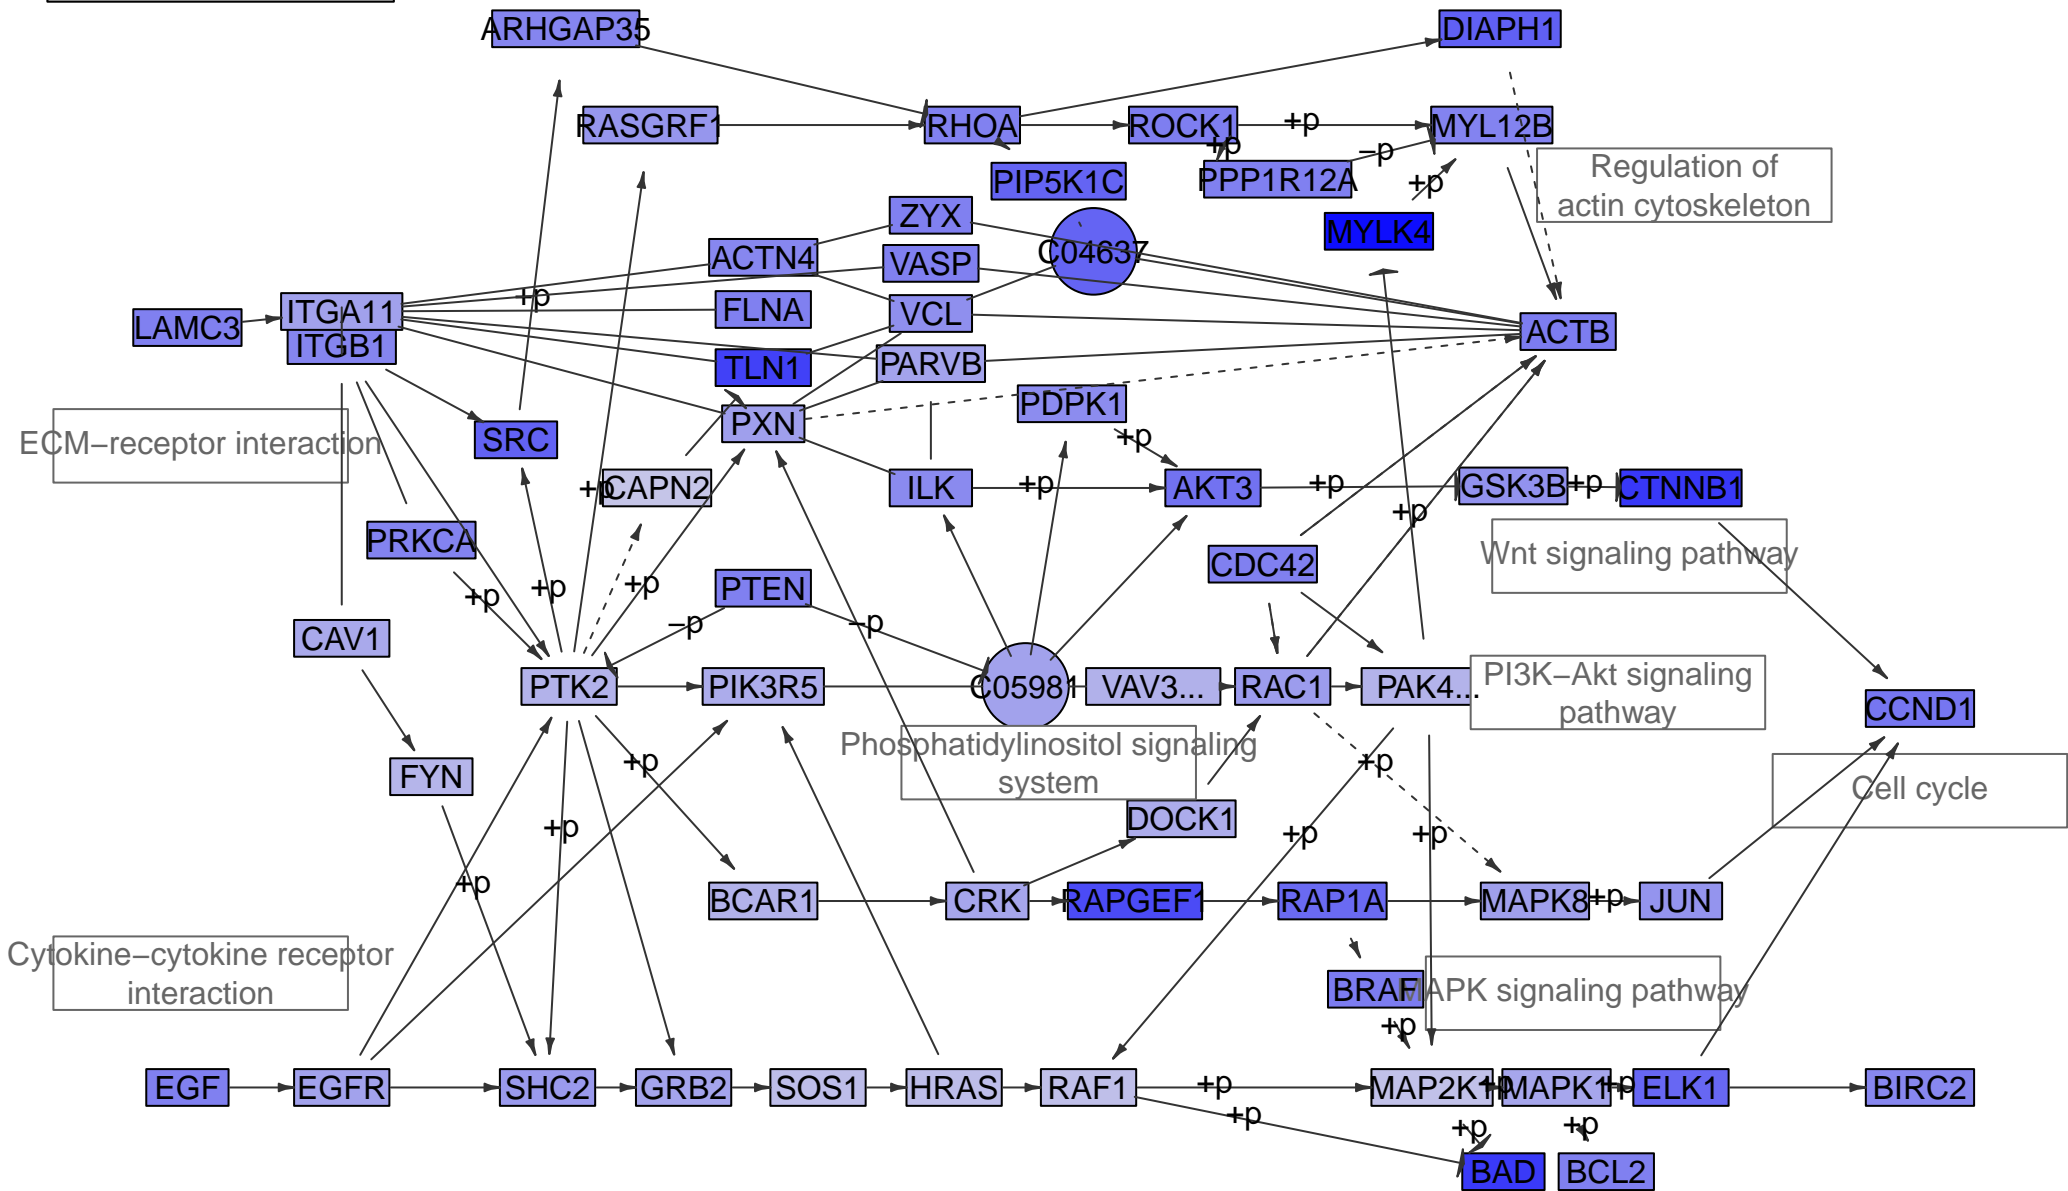 ARHGAP35
DIAPH1
RASGRF1
RHOA
ROCK1
+p
MYL12B
+p
−p
Regulation of
actin cytoskeleton
PIP5K1C
PPP1R12A
+p
ZYX
MYLK4
ACTN4
VASP
C04637
+p
LAMC3
ITGA11
FLNA
VCL
ACTB
ITGB1
TLN1
PARVB
PDPK1
ECM−receptor interaction
SRC
PXN
+p
+p
CAPN2
ILK
+p
AKT3
+p
GSK3B
+p
CTNNB1
+p
PRKCA
CDC42
Wnt signaling pathway
+p
+p
+p
PTEN
−p
−p
CAV1
PTK2
PIK3R5
C05981
VAV3...
RAC1
PAK4...
PI3K−Akt signaling
pathway
CCND1
Phosphatidylinositol signaling
system
FYN
+p
+p
Cell cycle
+p
DOCK1
+p
+p
+p
BCAR1
CRK
RAPGEF1
RAP1A
MAPK8
+p
JUN
Cytokine−cytokine receptor
interaction
BRAF
MAPK signaling pathway
+p
EGF
EGFR
SHC2
GRB2
SOS1
HRAS
RAF1
+p
MAP2K1
+p
MAPK1
+p
ELK1
BIRC2
+p
+p
+p
BAD
BCL2